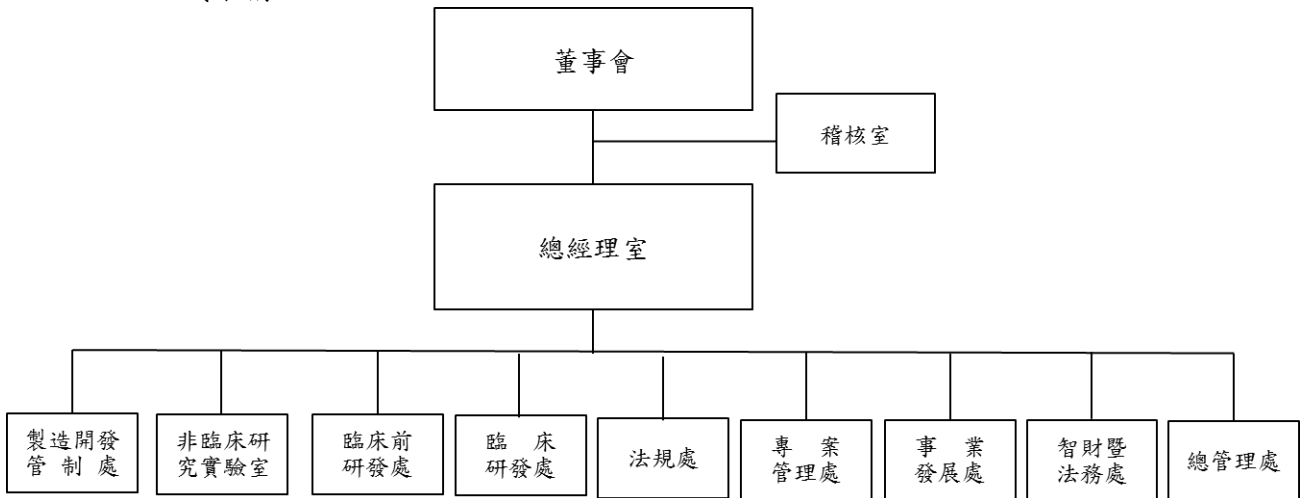 董事會
稽核室
總經理室
製造開發
管制處
非臨床研
究實驗室
臨床前
研發處
臨床
研發處
法規處
專案
管理處
事業
發展處
智財暨
法務處
總管理處